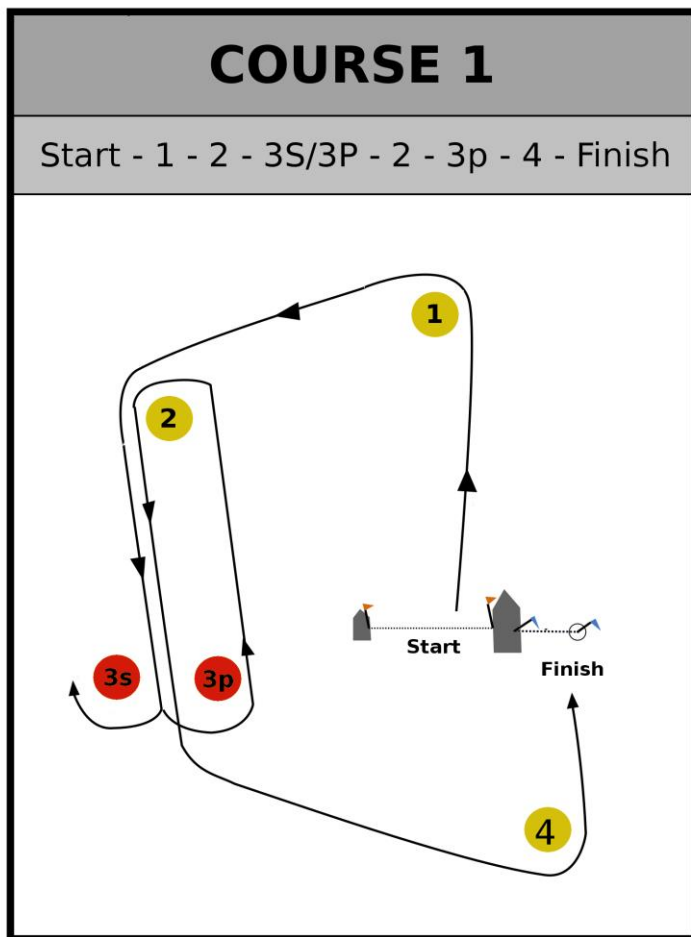 COURSE 1
Start - 1 - 2 - 3S/3P - 2 - 3p - 4 - Finish
1
2
Start
3s
3p
Finish
4